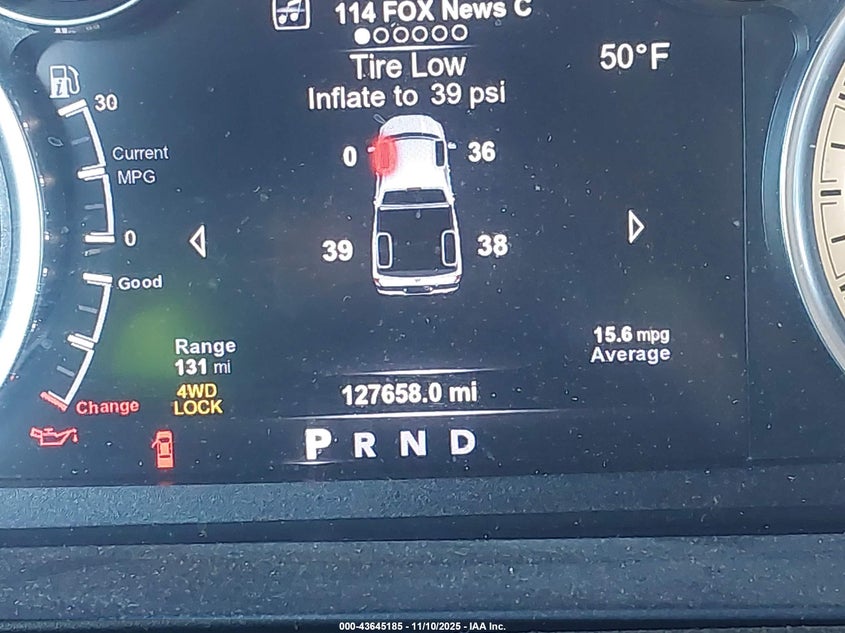 114 FOX News C
Tire Low
50°F
Inflate to 39 psi
30
Current
MPG
0
0
36
39
38
Good
Range
131 mi
15.6 mpg
Average
4WD
LOCK
Change
127658.0 mi
P R N D
000-43645185 - 11/10/2025 - IAA Inc.